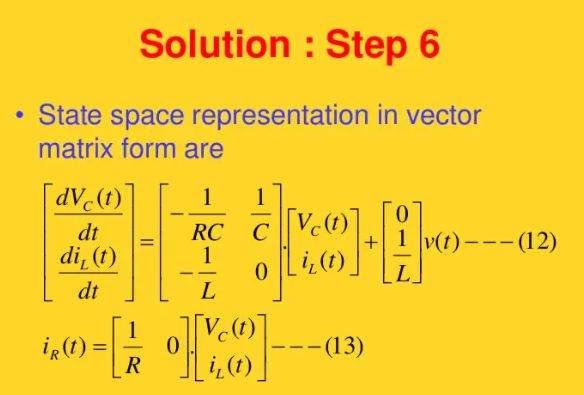 Solution : Step 6
• State space representation in vector
matrix form are
\begin{bmatrix} \frac{dV_C(t)}{dt} \\ \frac{di_L(t)}{dt} \end{bmatrix} = \begin{bmatrix} -\frac{1}{RC} & \frac{1}{C} \\ -\frac{1}{L} & 0 \end{bmatrix} . \begin{bmatrix} V_C(t) \\ i_L(t) \end{bmatrix} + \begin{bmatrix} 0 \\ \frac{1}{L} \end{bmatrix} v(t) --- (12)
i_R(t) = \begin{bmatrix} \frac{1}{R} & 0 \end{bmatrix} . \begin{bmatrix} V_C(t) \\ i_L(t) \end{bmatrix} --- (13)